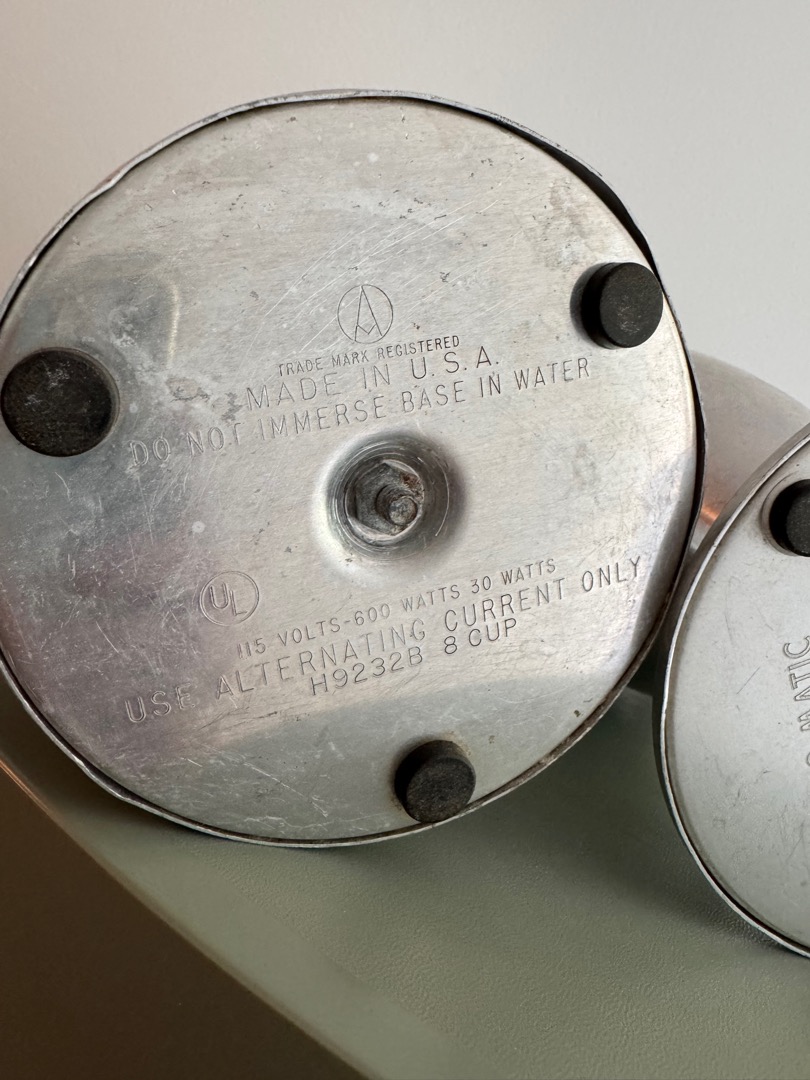 A
TRADE MARK REGISTERED
MADE IN U.S.A.
DO NOT IMMERSE BASE IN WATER
UL
115 VOLTS-600 WATTS 30 WATTS
USE ALTERNATING CURRENT ONLY
H9232B 8 CUP
MATIC